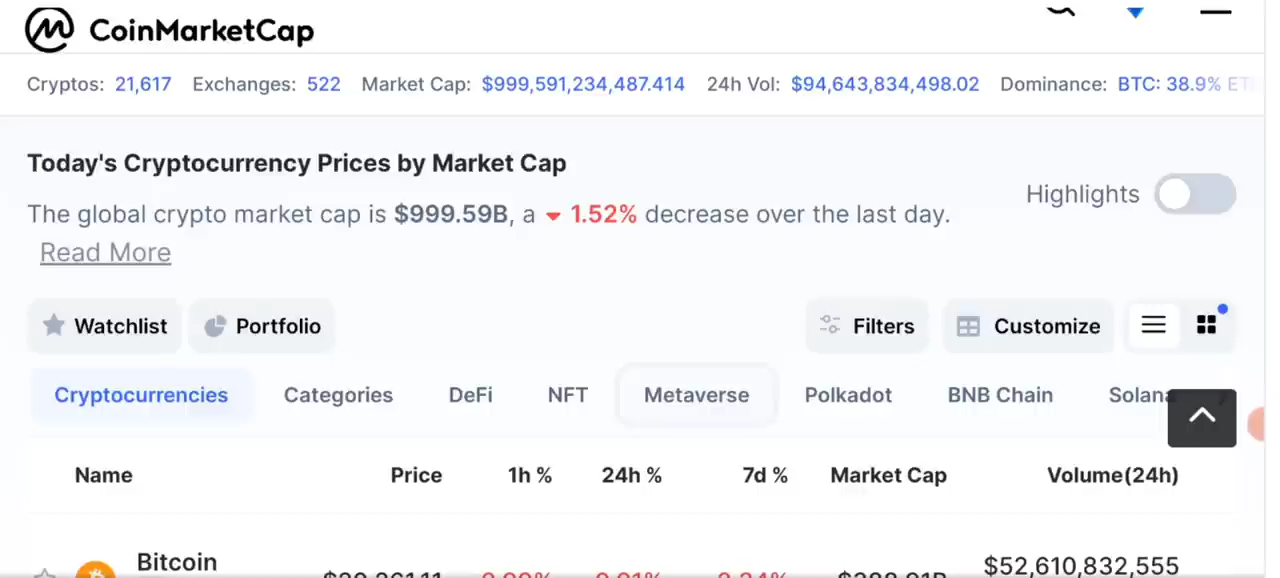 CoinMarketCap
Cryptos: 21,617 Exchanges: 522 Market Cap: $999,591,234,487.414 24h Vol: $94,643,834,498.02 Dominance: BTC: 38.9%
Today's Cryptocurrency Prices by Market Cap
Highlights
The global crypto market cap is $999.59B, a 1.52% decrease over the last day.
Read More
Watchlist Portfolio Filters Customize
Cryptocurrencies Categories DeFi NFT Metaverse Polkadot BNB Chain Solana
Name Price 1h % 24h % 7d % Market Cap Volume(24h)
Bitcoin $52,610,832,555